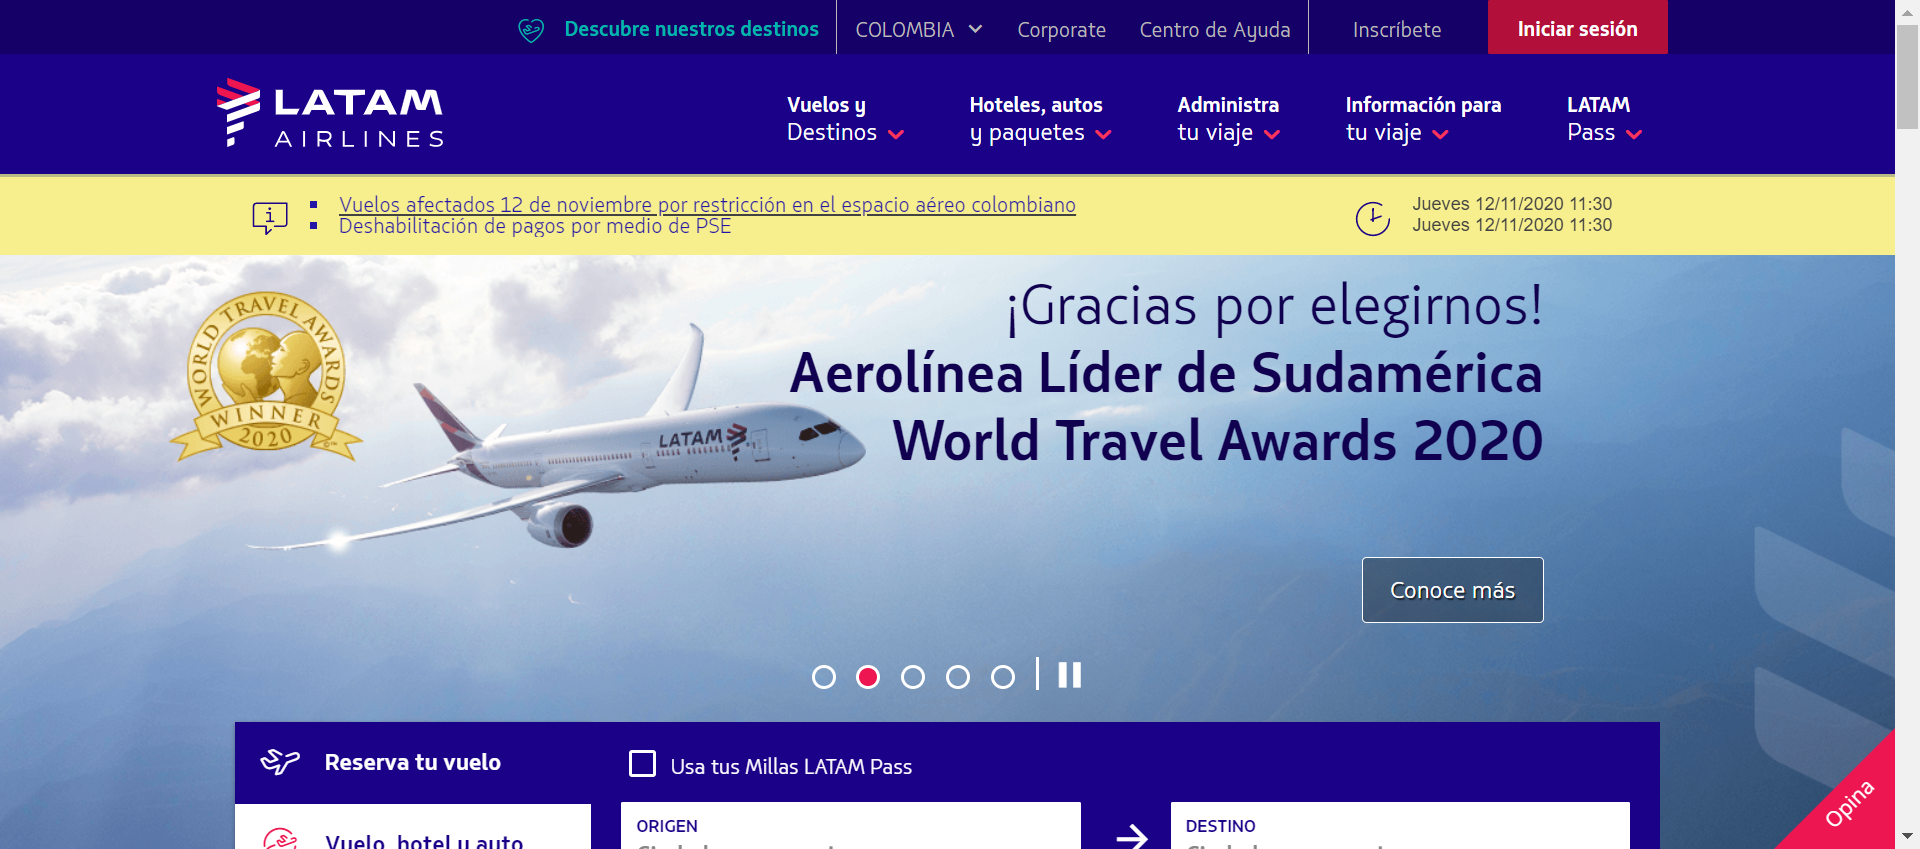 Descubre nuestros destinos
COLOMBIA
Corporate
Centro de Ayuda
Inscríbete
Iniciar sesión
LATAM
AIRLINES
Vuelos y
Destinos
Hoteles, autos
y paquetes
Administra
tu viaje
Información para
tu viaje
LATAM
Pass
Vuelos afectados 12 de noviembre por restricción en el espacio aéreo colombiano
Jueves 12/11/2020 11:30
Deshabilitación de pagos por medio de PSE
Jueves 12/11/2020 11:30
WORLD TRAVEL AWARDS
WINNER
2020
LATAM
¡Gracias por elegirnos!
Aerolínea Líder de Sudamérica
World Travel Awards 2020
Conoce más
Reserva tu vuelo
Usa tus Millas LATAM Pass
Vuelo, hotel y auto
ORIGEN
DESTINO
Opina